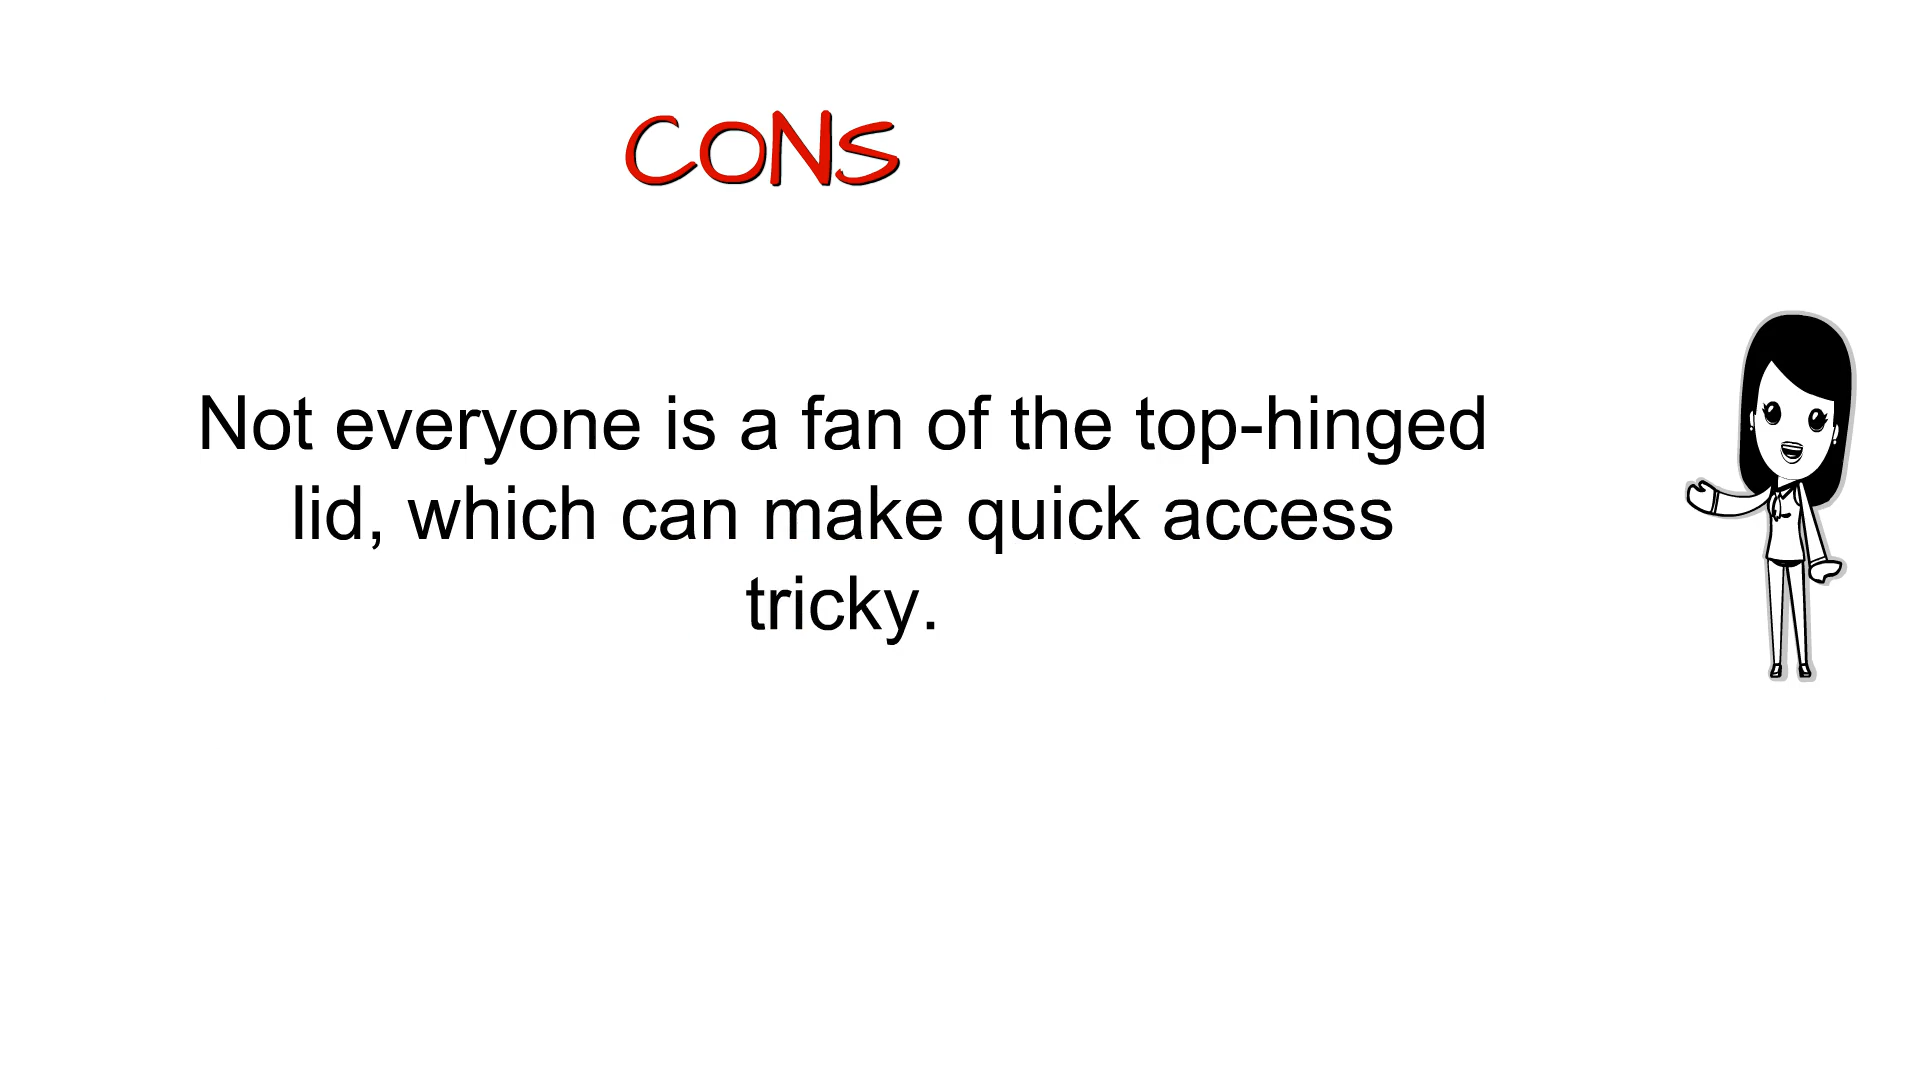 CONS
Not everyone is a fan of the top-hinged
lid, which can make quick access
tricky.